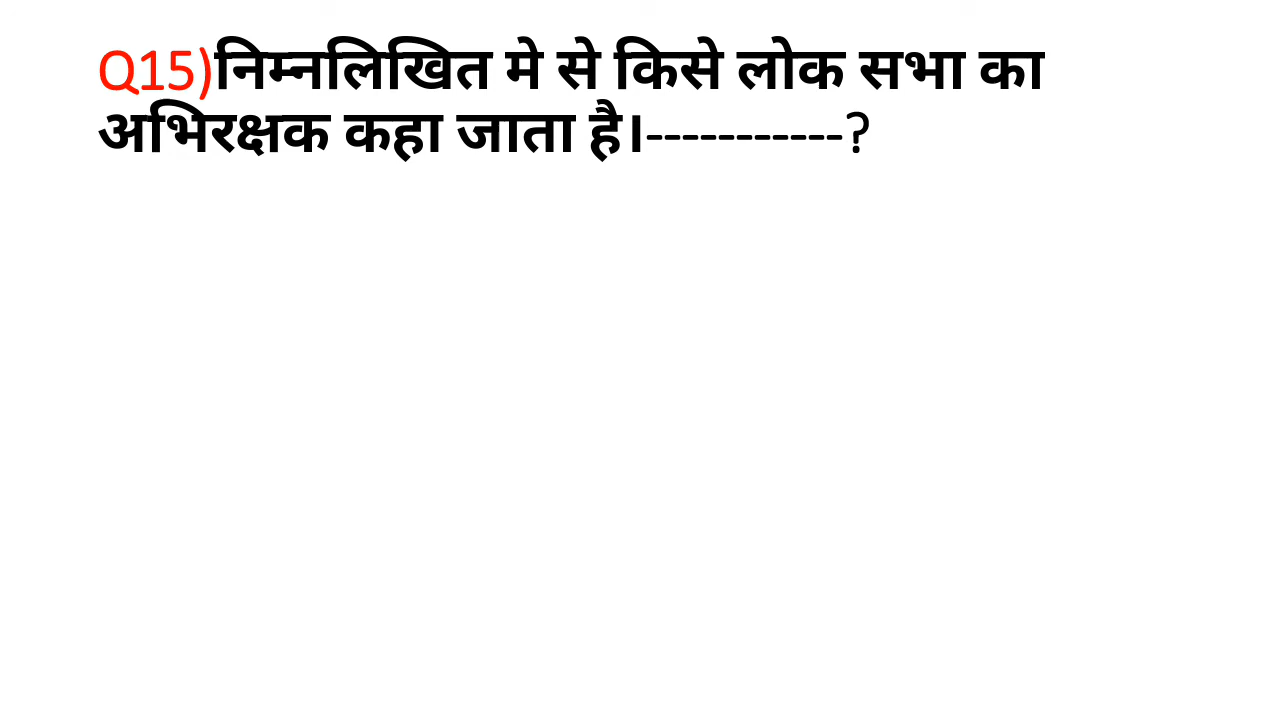 Q15)निम्नलिखित मे से किसे लोक सभा का
अभिरक्षक कहा जाता है।-----------?